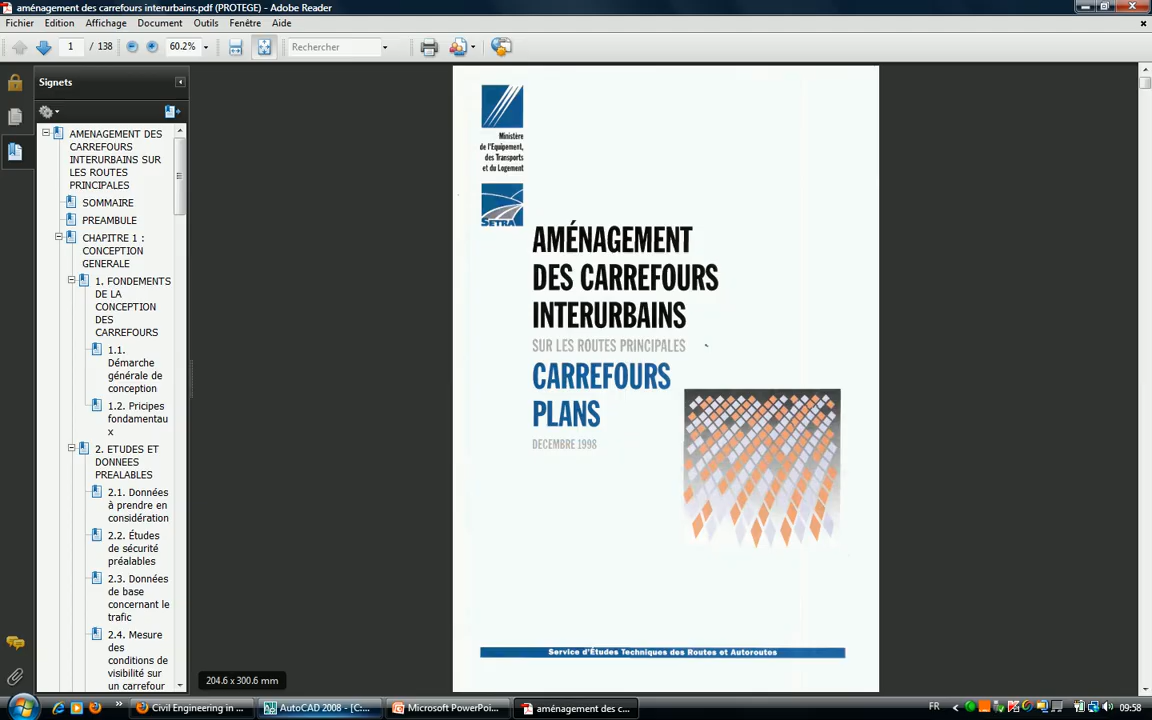 aménagement des carrefours interurbains.pdf (PROTEGE) - Adobe Reader
Fichier Edition Affichage Document Outils Fenêtre Aide
1 / 138 60.2% Rechercher
Signets
AMENAGEMENT DES
CARREFOURS
INTERURBAINS SUR
LES ROUTES
PRINCIPALES
SOMMAIRE
PREAMBULE
CHAPITRE 1 :
CONCEPTION
GENERALE
1. FONDEMENTS
DE LA
CONCEPTION
DES
CARREFOURS
1.1.
Démarche
générale de
conception
1.2. Pricipes
fondamentau
x
2. ETUDES ET
DONNEES
PREALABLES
2.1. Données
à prendre en
considération
2.2. Études
de sécurité
préalables
2.3. Données
de base
concernant le
trafic
2.4. Mesure
des
conditions de
visibilité sur
un carrefour
Ministère
de l'Equipement,
des Transports
et du Logement
SETRA
AMÉNAGEMENT
DES CARREFOURS
INTERURBAINS
SUR LES ROUTES PRINCIPALES
CARREFOURS
PLANS
DECEMBRE 1998
Service d'Études Techniques des Routes et Autoroutes
204.6 x 300.6 mm
Civil Engineering in ... AutoCAD 2008 - [C:... Microsoft PowerPoi... aménagement des c... FR 09:58